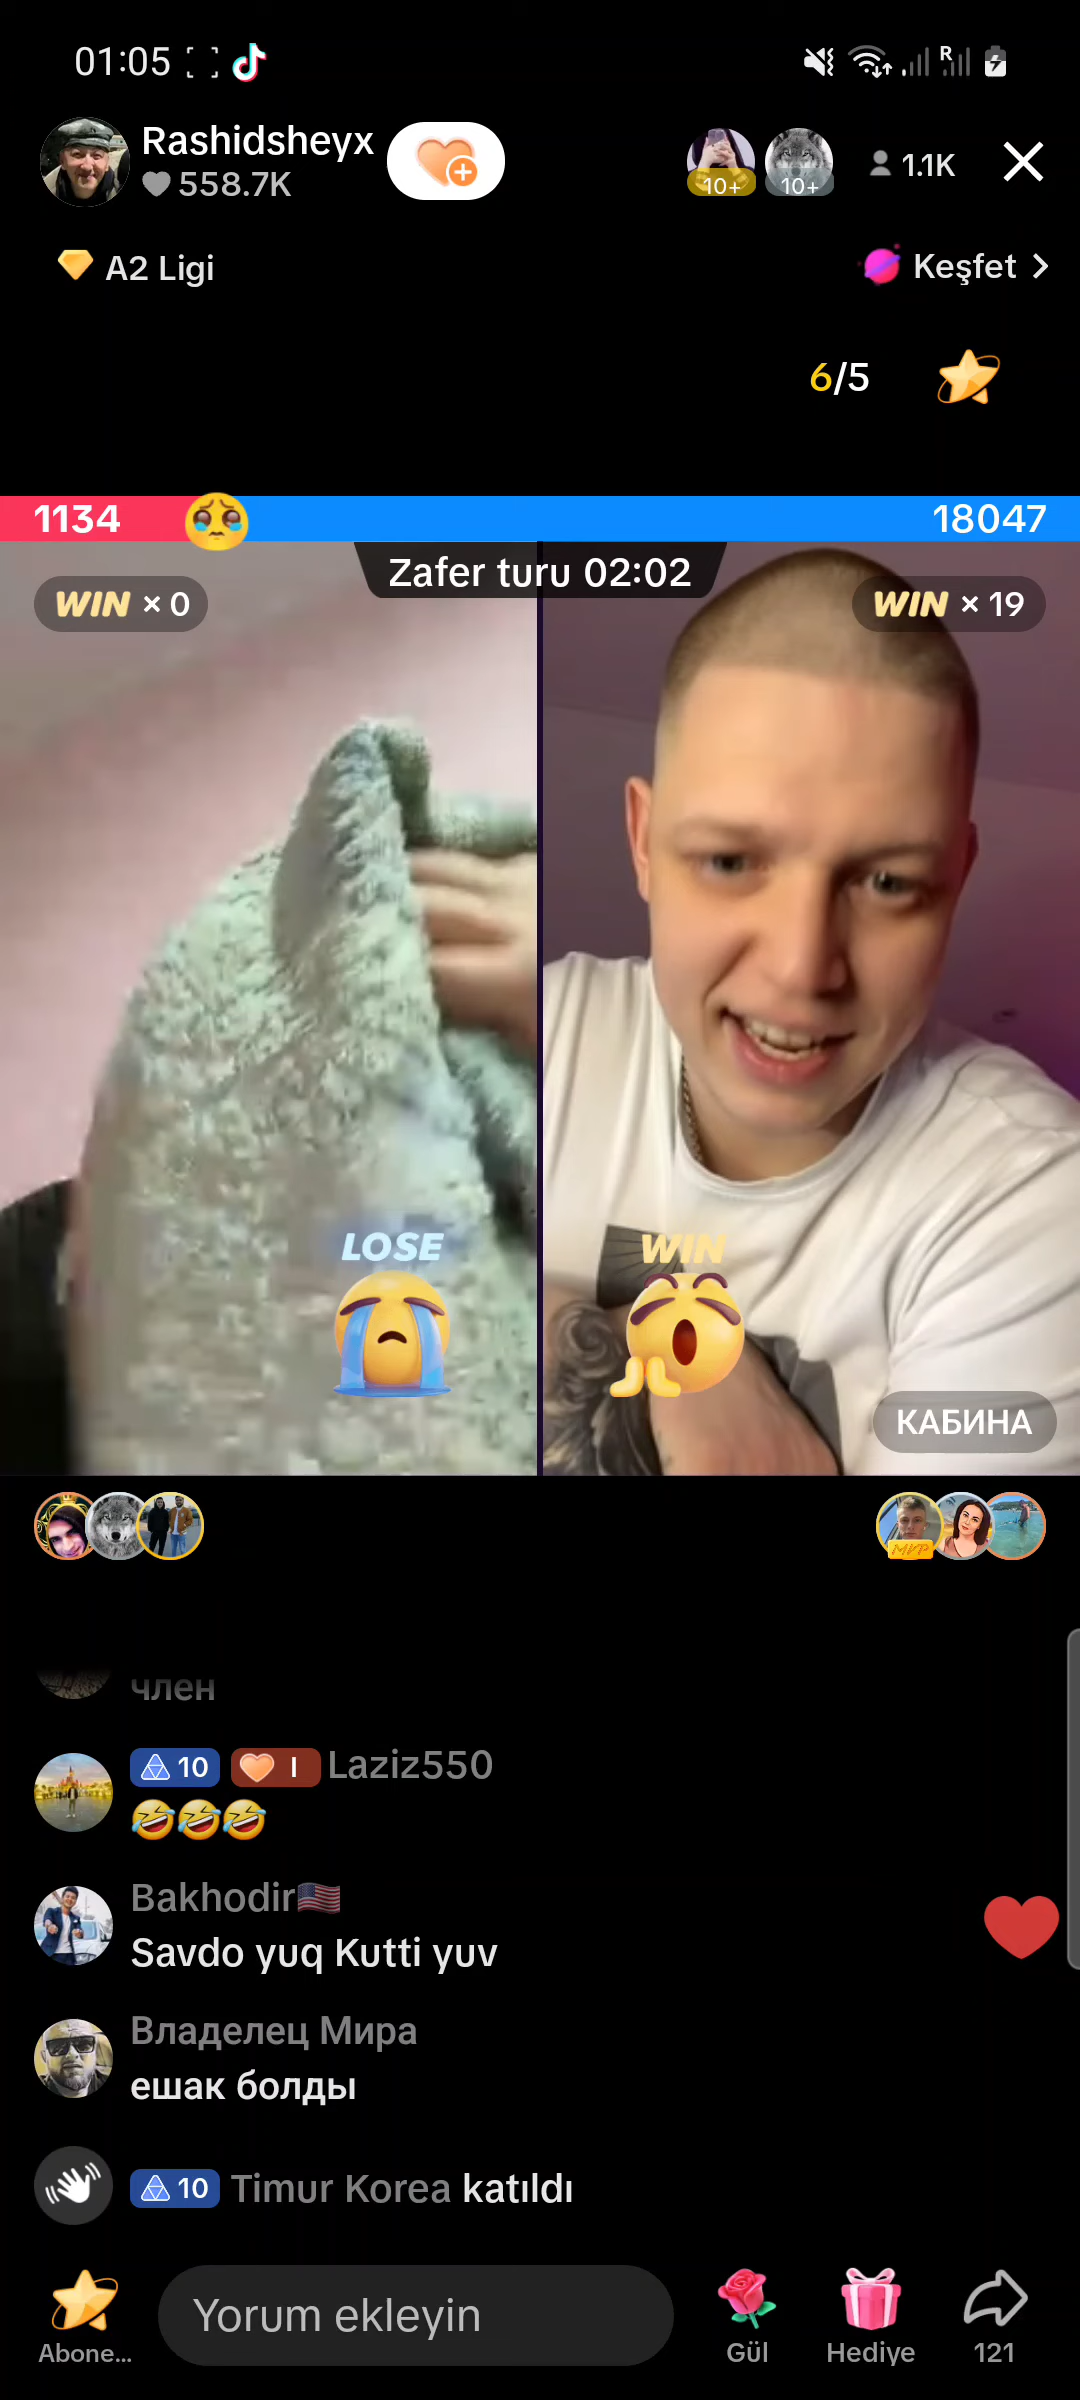 01:05
R
Rashidsheyx
558.7K
10+
10+
1.1K
A2 Ligi
Keşfet
6/5
1134
18047
Zafer turu 02:02
WIN × 0
WIN × 19
LOSE
WIN
КАБИНА
член
10 I Laziz550
Bakhodir
Savdo yuq Kutti yuv
Владелец Мира
ешак болды
10 Timur Korea katıldı
Yorum ekleyin
Abone...
Gül
Hediye
121